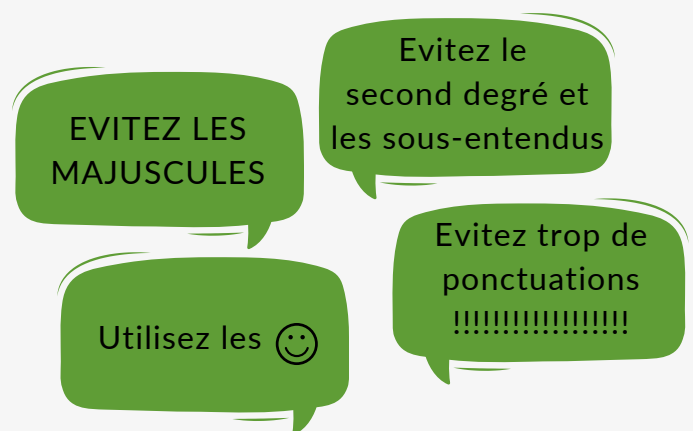 EVITEZ LES
MAJUSCULES
Evitez le
second degré et
les sous-entendus
Utilisez les ☺
Evitez trop de
ponctuations
!!!!!!!!!!!!!!!!!!